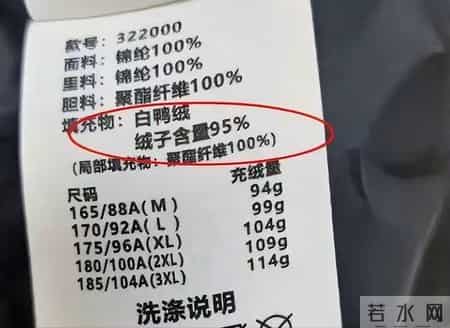 款号：322000
面料：锦纶100%
里料：锦纶100%
胆料：聚酯纤维100%
填充物：白鸭绒
绒子含量95%
(局部填充物：聚酯纤维100%)
尺码 充绒量
165/88A(M) 94g
170/92A(L) 99g
175/96A(XL) 104g
180/100A(2XL) 109g
185/104A(3XL) 114g
洗涤说明
若水网